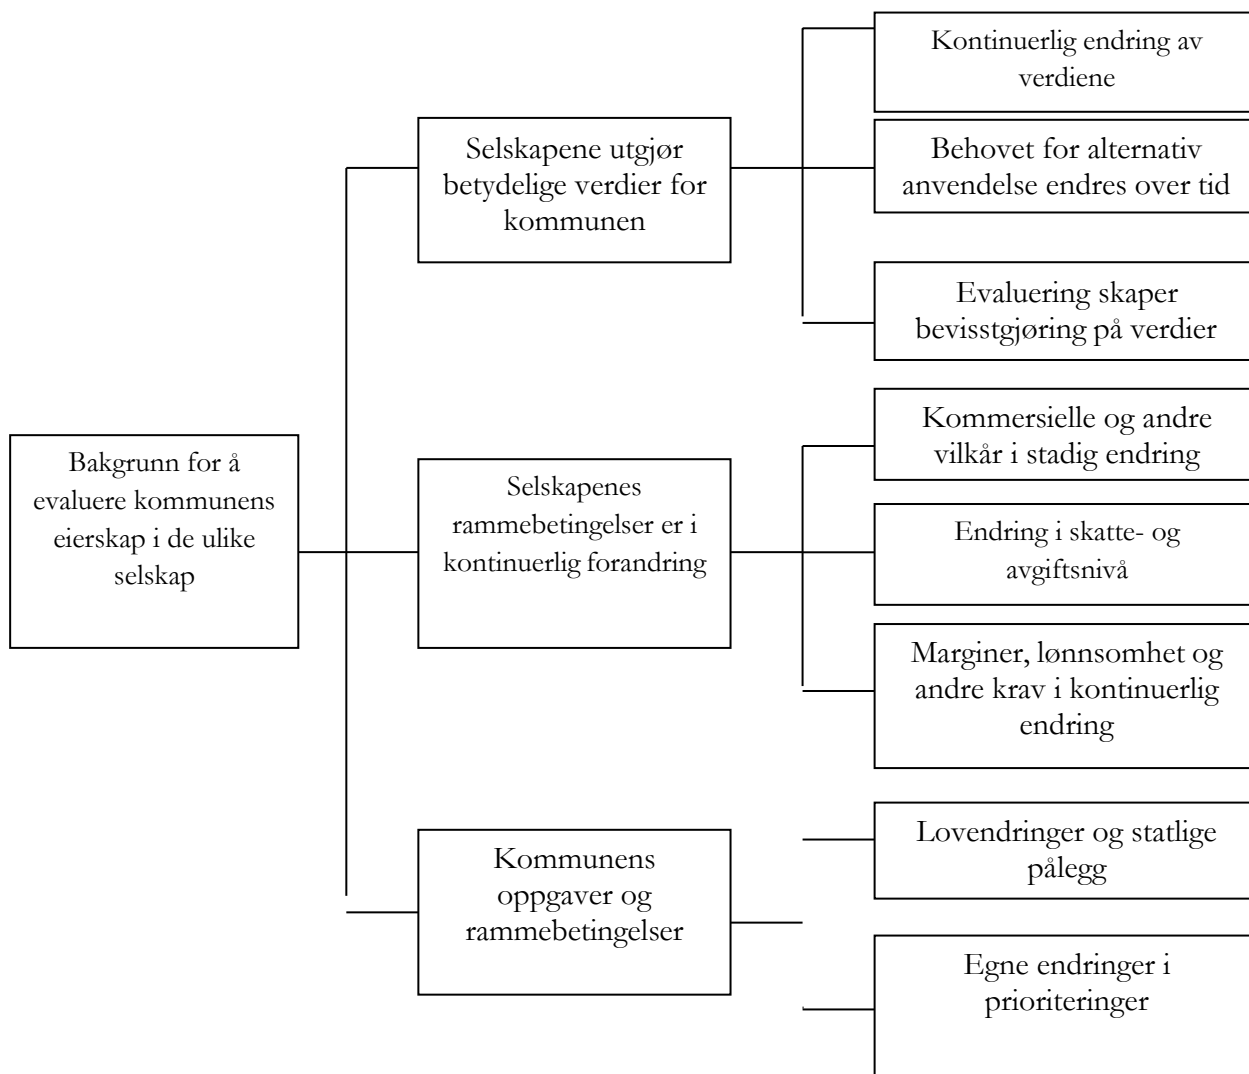 Bakgrunn for å
evaluere kommunens
eierskap i de ulike
selskap
Selskapene utgjør
betydelige verdier for
kommunen
Kontinuerlig endring av
verdiene
Behovet for alternativ
anvendelse endres over tid
Evaluering skaper
bevisstgjøring på verdier
Selskapenes
rammebetingelser er i
kontinuerlig forandring
Kommersielle og andre
vilkår i stadig endring
Endring i skatte- og
avgiftsnivå
Marginer, lønnsomhet og
andre krav i kontinuerlig
endring
Kommunens
oppgaver og
rammebetingelser
Lovendringer og statlige
pålegg
Egne endringer i
prioriteringer